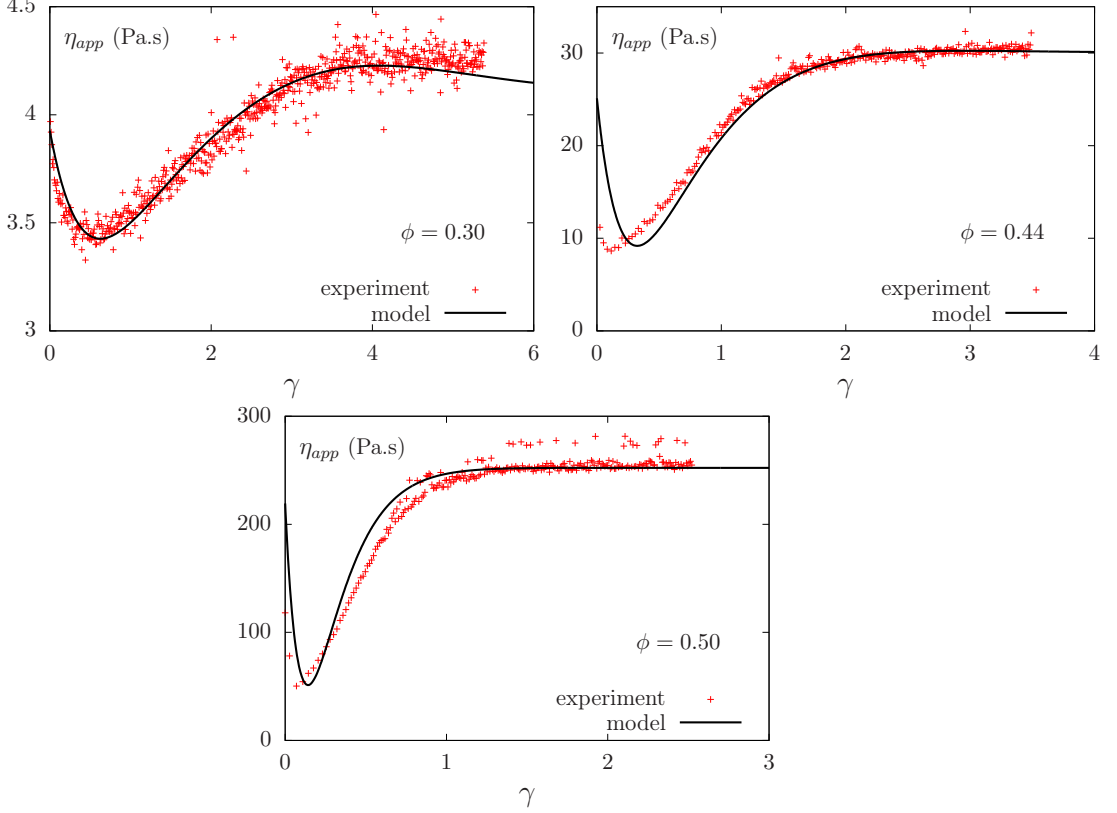 4.5
4
3.5
3
η_app (Pa.s)
ϕ = 0.30
experiment
model
0 2 4 6
γ
30
20
10
0
η_app (Pa.s)
ϕ = 0.44
experiment
model
0 1 2 3 4
γ
300
200
100
0
η_app (Pa.s)
ϕ = 0.50
experiment
model
0 1 2 3
γ